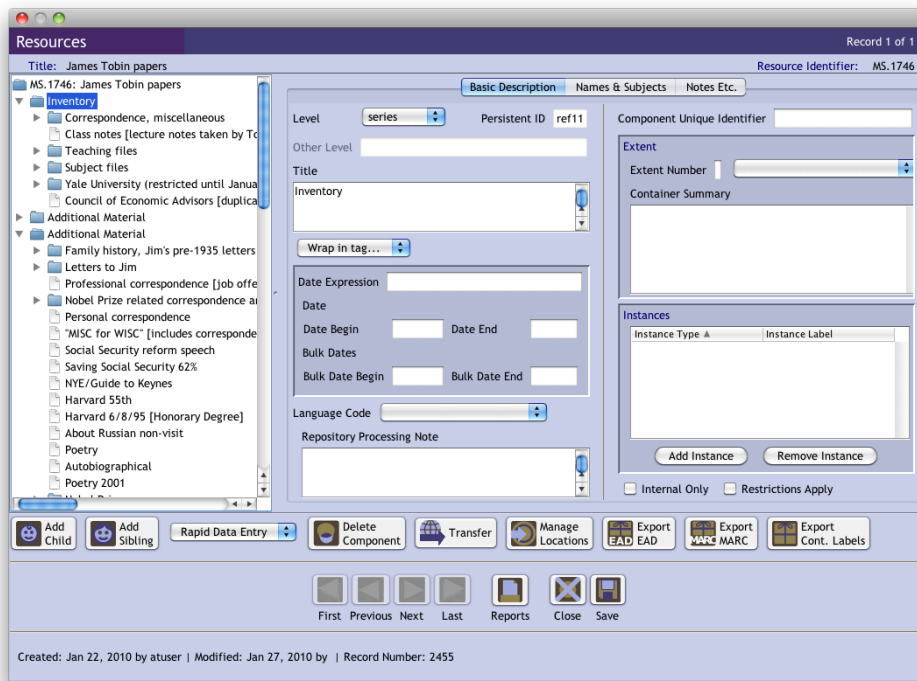 Resources
Record 1 of 1
Title: James Tobin papers
Resource Identifier: MS.1746
MS.1746: James Tobin papers
Inventory
Correspondence, miscellaneous
Class notes [lecture notes taken by To
Teaching files
Subject files
Yale University (restricted until Janua
Council of Economic Advisors [duplica
Additional Material
Additional Material
Family history, Jim's pre-1935 letters
Letters to Jim
Professional correspondence [job offe
Nobel Prize related correspondence a
Personal correspondence
"MISC for WISC" [includes corresponde
Social Security reform speech
Saving Social Security 62%
NYE/Guide to Keynes
Harvard 55th
Harvard 6/8/95 [Honorary Degree]
About Russian non-visit
Poetry
Autobiographical
Poetry 2001
Basic Description
Names & Subjects
Notes Etc.
Level
series
Persistent ID
ref11
Other Level
Title
Inventory
Wrap in tag...
Date Expression
Date
Date Begin
Date End
Bulk Dates
Bulk Date Begin
Bulk Date End
Language Code
Repository Processing Note
Component Unique Identifier
Extent
Extent Number
Container Summary
Instances
Instance Type
Instance Label
Add Instance
Remove Instance
Internal Only
Restrictions Apply
Add Child
Add Sibling
Rapid Data Entry
Delete Component
Transfer
Manage Locations
EAD
Export EAD
MARC
Export MARC
Export Cont. Labels
First
Previous
Next
Last
Reports
Close
Save
Created: Jan 22, 2010 by atuser | Modified: Jan 27, 2010 by | Record Number: 2455